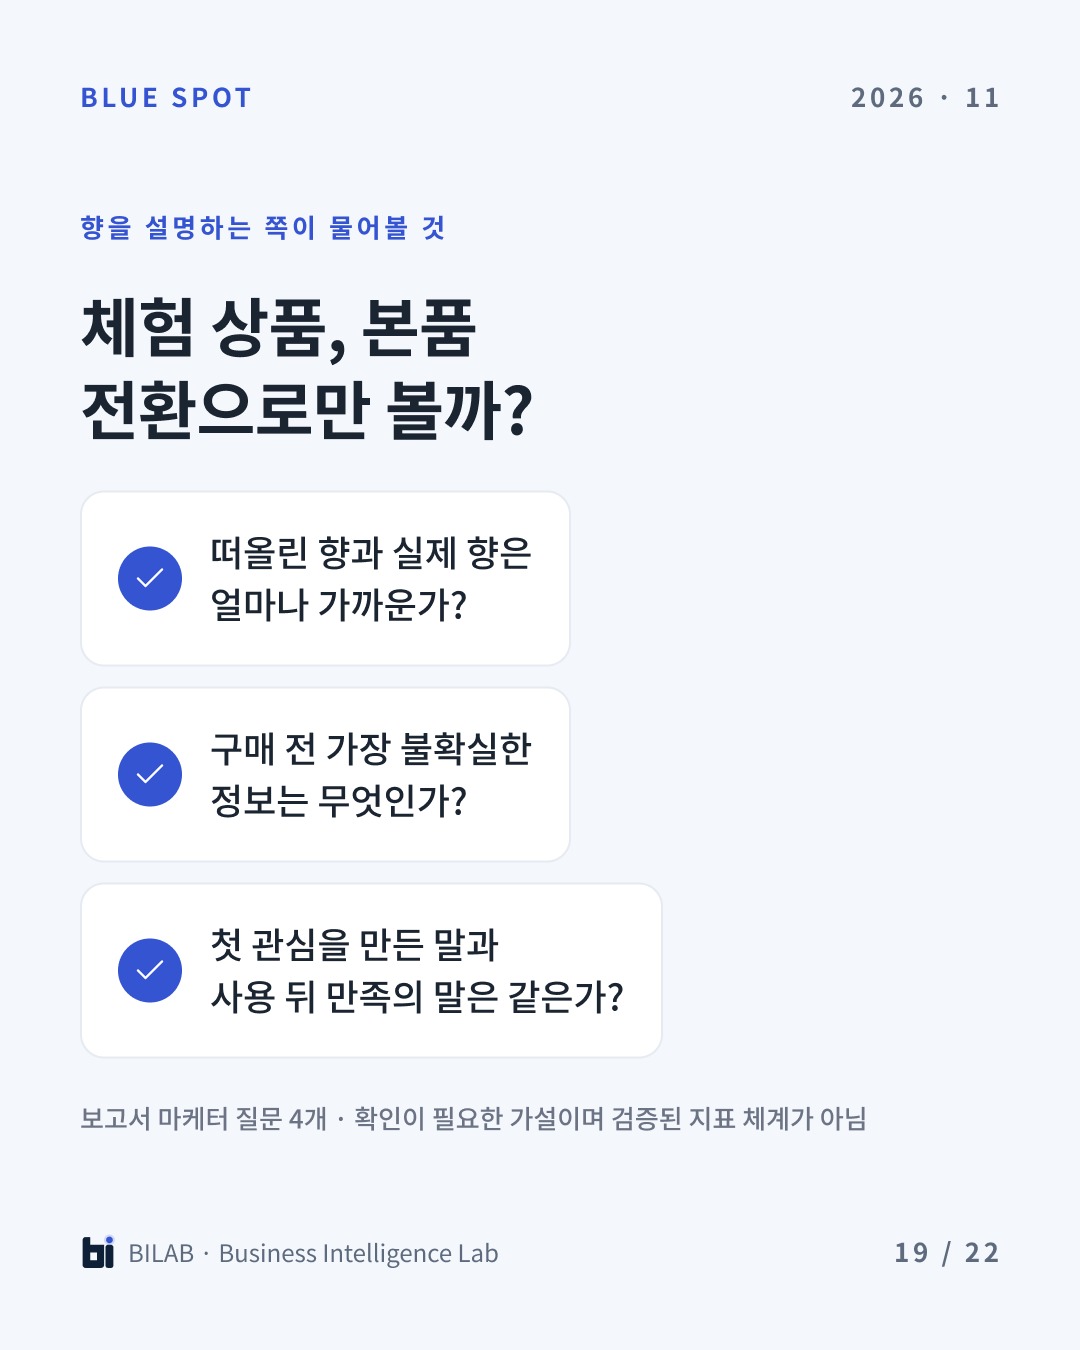 BLUE SPOT
2026 · 11
향을 설명하는 쪽이 물어볼 것
체험 상품, 본품
전환으로만 볼까?
떠올린 향과 실제 향은
얼마나 가까운가?
구매 전 가장 불확실한
정보는 무엇인가?
첫 관심을 만든 말과
사용 뒤 만족의 말은 같은가?
보고서 마케터 질문 4개 · 확인이 필요한 가설이며 검증된 지표 체계가 아님
bi BILAB · Business Intelligence Lab
19 / 22